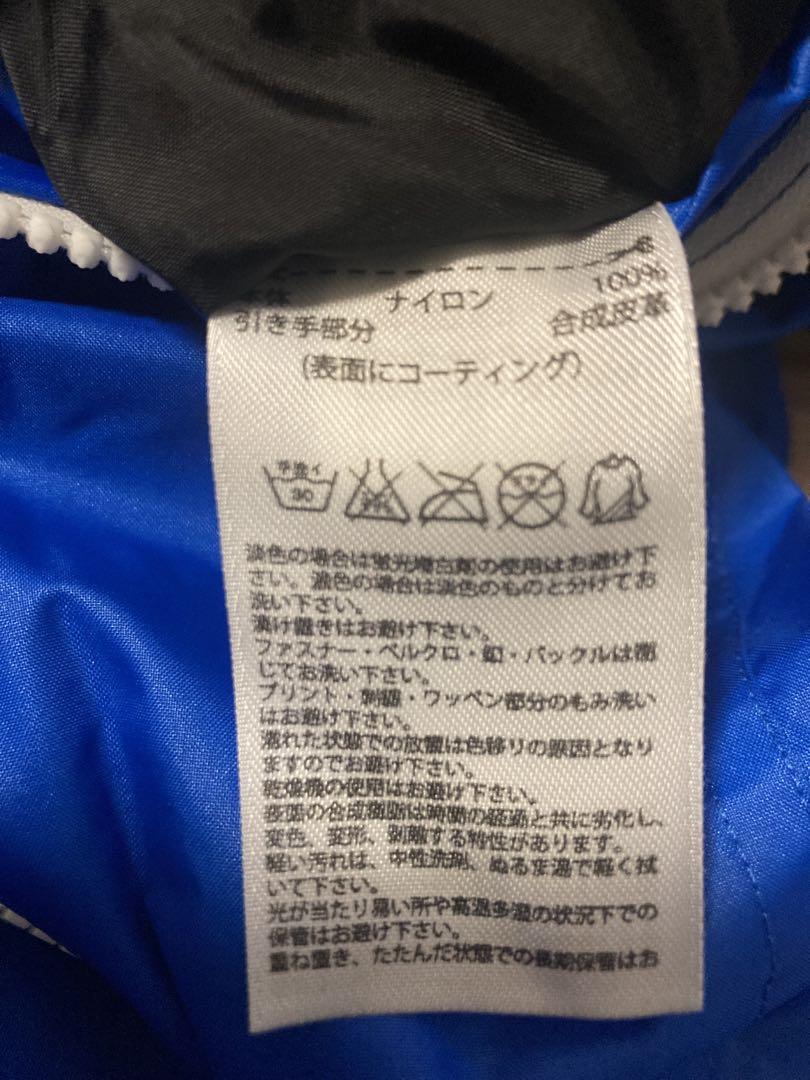 本体 ナイロン 100%
引き手部分 合成皮革
(表面にコーティング)
手洗イ
30
淡色の場合は蛍光増白剤の使用はお避け下
さい。濃色の場合は淡色のものと分けてお
洗い下さい。
漬け置きはお避け下さい。
ファスナー・ベルクロ・釦・バックルは閉
じてお洗い下さい。
プリント・刺繍・ワッペン部分のもみ洗い
はお避け下さい。
濡れた状態での放置は色移りの原因となり
ますのでお避け下さい。
乾燥機の使用はお避け下さい。
表面の合成樹脂は時間の経過と共に劣化し、
変色、変形、剥離する特性があります。
軽い汚れは、中性洗剤、ぬるま湯で軽く拭
いて下さい。
光が当たり易い所や高温多湿の状況下での
保管はお避け下さい。
重ね置き、たたんだ状態での長期保管はお